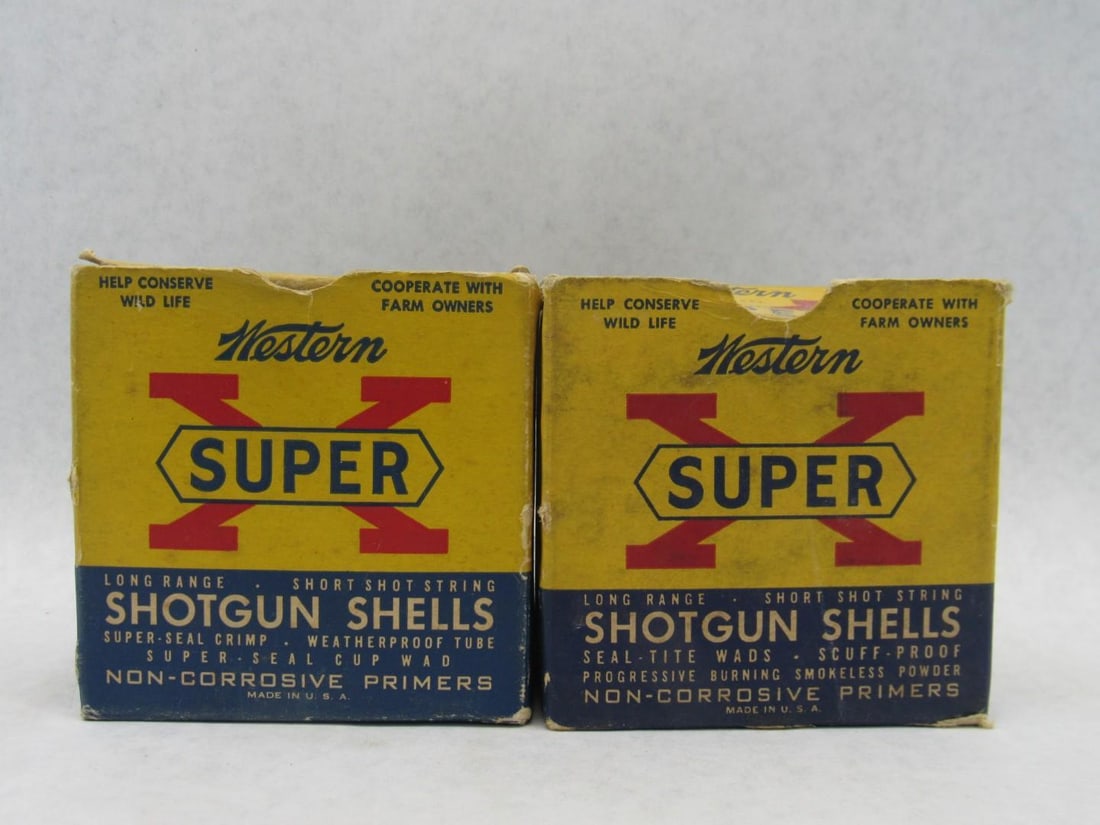 HELP CONSERVE
WILD LIFE
COOPERATE WITH
FARM OWNERS
Western
X
SUPER
LONG RANGE . SHORT SHOT STRING
SHOTGUN SHELLS
SUPER-SEAL CRIMP . WEATHERPROOF TUBE
SUPER-SEAL CUP WAD
NON-CORROSIVE PRIMERS
MADE IN U. S. A.
HELP CONSERVE
WILD LIFE
COOPERATE WITH
FARM OWNERS
Western
X
SUPER
LONG RANGE . SHORT SHOT STRING
SHOTGUN SHELLS
SEAL-TITE WADS . SCUFF-PROOF
PROGRESSIVE BURNING SMOKELESS POWDER
NON-CORROSIVE PRIMERS
MADE IN U. S. A.